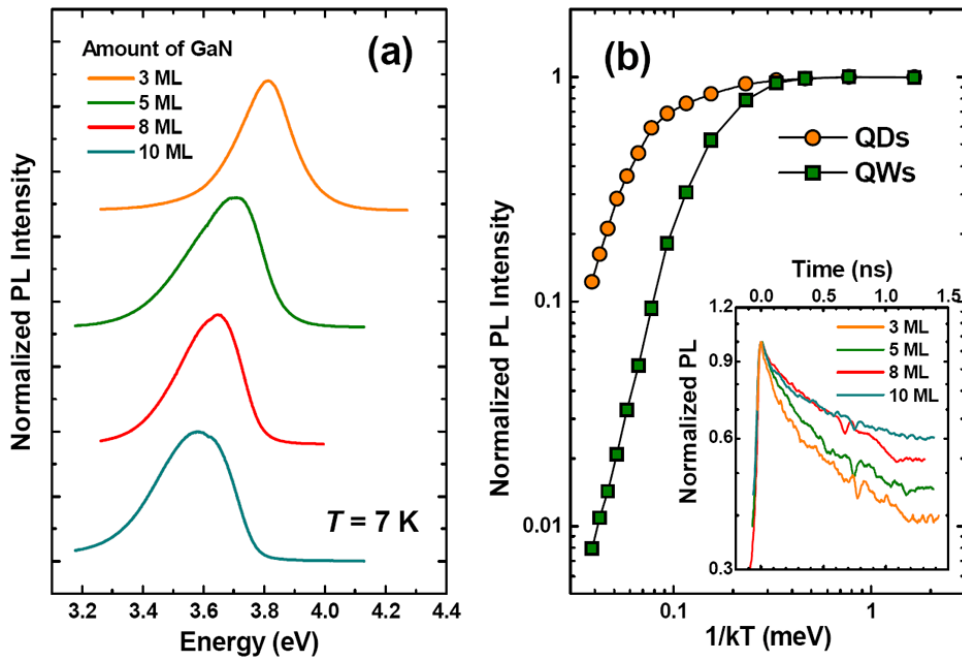 (a)
Amount of GaN
3 ML
5 ML
8 ML
10 ML
T = 7 K
Normalized PL Intensity
3.2 3.4 3.6 3.8 4.0 4.2 4.4
Energy (eV)
(b)
1
0.1
0.01
QDs
QWs
Normalized PL Intensity
0.1 1
1/kT (meV)
Time (ns)
0.0 0.5 1.0 1.5
1.2
0.9
0.6
0.3
Normalized PL
3 ML
5 ML
8 ML
10 ML